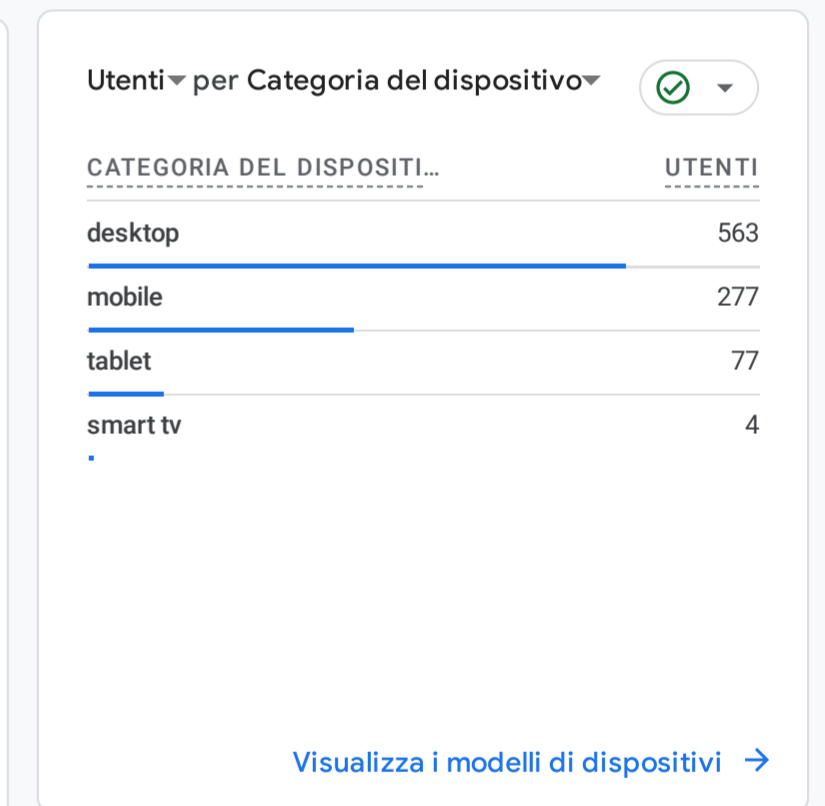 Utenti per Categoria del dispositivo
CATEGORIA DEL DISPOSITI… UTENTI
desktop 563
mobile 277
tablet 77
smart tv 4
Visualizza i modelli di dispositivi →